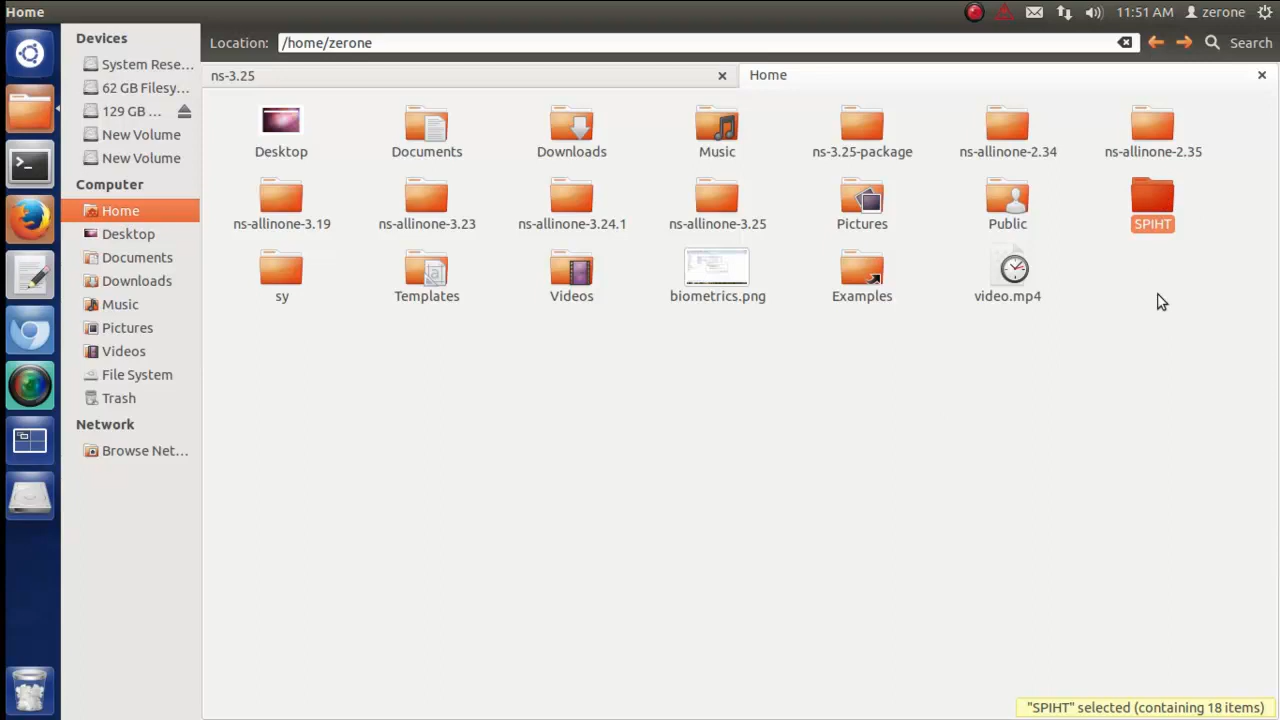 Home
11:51 AM
zerone
Devices
System Rese...
62 GB Filesy...
129 GB ...
New Volume
New Volume
Computer
Home
Desktop
Documents
Downloads
Music
Pictures
Videos
File System
Trash
Network
Browse Net...
Location: /home/zerone
Search
ns-3.25
Home
Desktop Documents Downloads Music ns-3.25-package ns-allinone-2.34 ns-allinone-2.35
ns-allinone-3.19 ns-allinone-3.23 ns-allinone-3.24.1 ns-allinone-3.25 Pictures Public SPIHT
sy Templates Videos biometrics.png Examples video.mp4
"SPIHT" selected (containing 18 items)